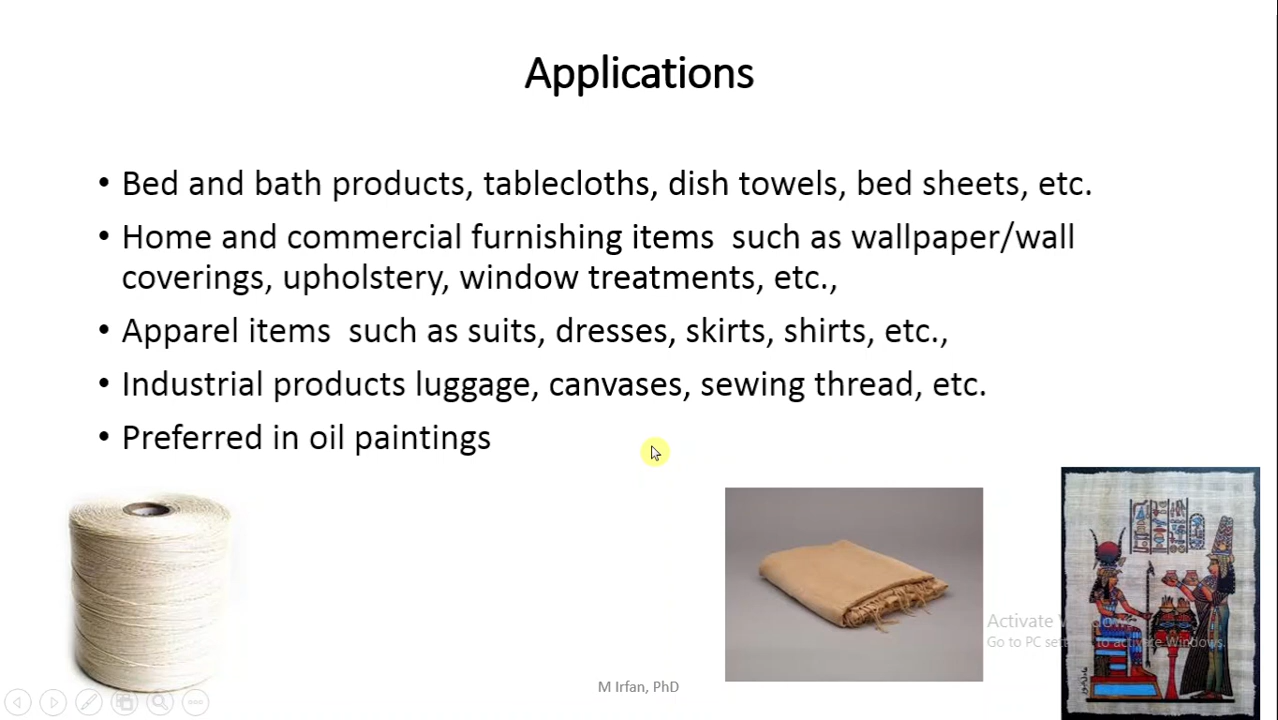 Applications
• Bed and bath products, tablecloths, dish towels, bed sheets, etc.
• Home and commercial furnishing items  such as wallpaper/wall
coverings, upholstery, window treatments, etc.,
• Apparel items  such as suits, dresses, skirts, shirts, etc.,
• Industrial products luggage, canvases, sewing thread, etc.
• Preferred in oil paintings
Activate Windows
Go to PC settings to activate Windows.
M Irfan, PhD